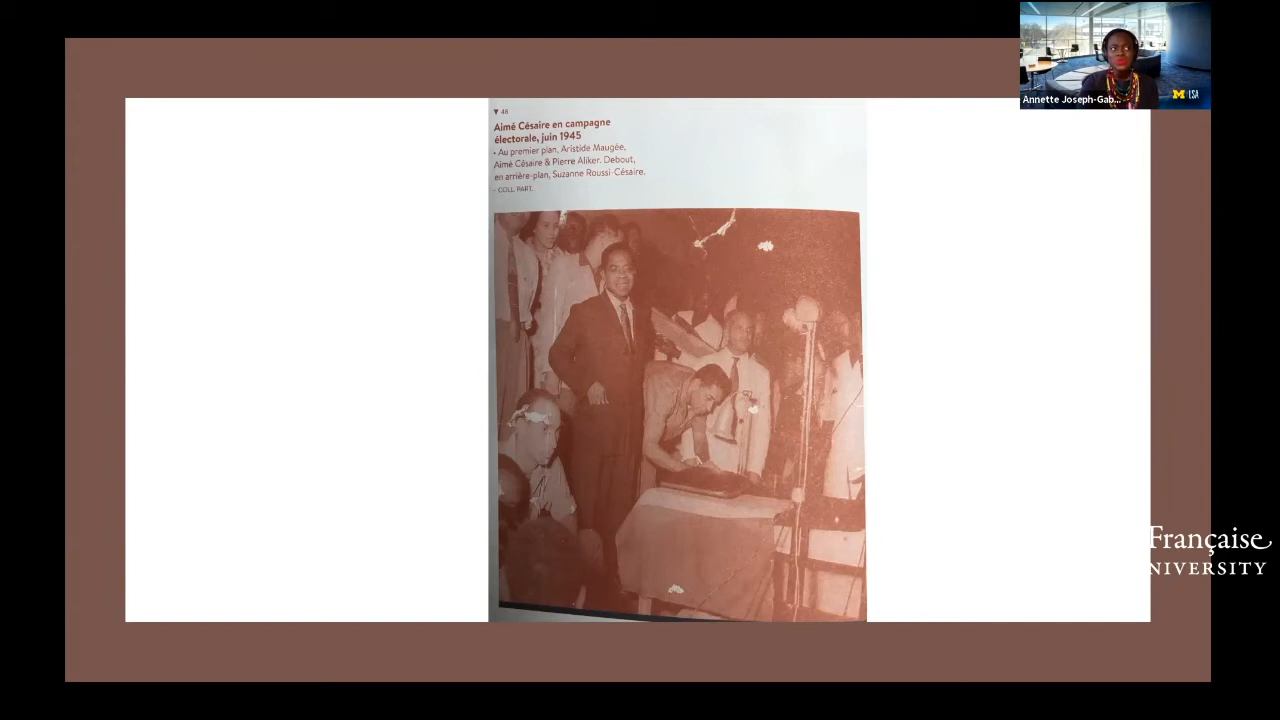 ▼ 48
Aimé Césaire en campagne
électorale, juin 1945
• Au premier plan, Aristide Maugée,
Aimé Césaire & Pierre Aliker. Debout,
en arrière-plan, Suzanne Roussi-Césaire.
– COLL. PART.
Annette Joseph-Gab...
M LSA
Française
NIVERSITY